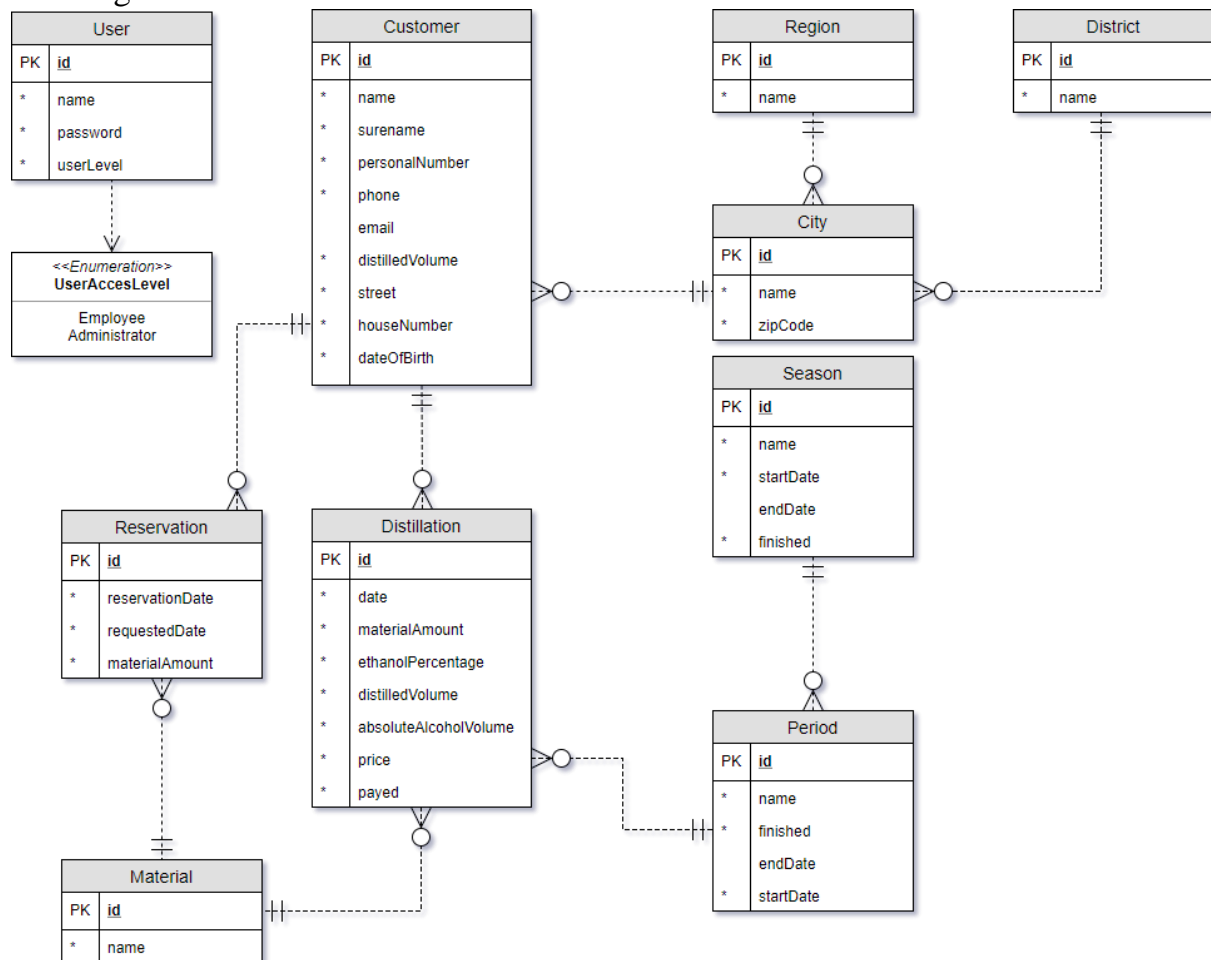 User
PK id
* name
* password
* userLevel
<<Enumeration>>
UserAccesLevel
Employee
Administrator
Customer
PK id
* name
* surename
* personalNumber
* phone
email
* distilledVolume
* street
* houseNumber
* dateOfBirth
Region
PK id
* name
District
PK id
* name
City
PK id
* name
* zipCode
Season
PK id
* name
* startDate
endDate
* finished
Reservation
PK id
* reservationDate
* requestedDate
* materialAmount
Distillation
PK id
* date
* materialAmount
* ethanolPercentage
* distilledVolume
* absoluteAlcoholVolume
* price
* payed
Period
PK id
* name
* finished
endDate
* startDate
Material
PK id
* name